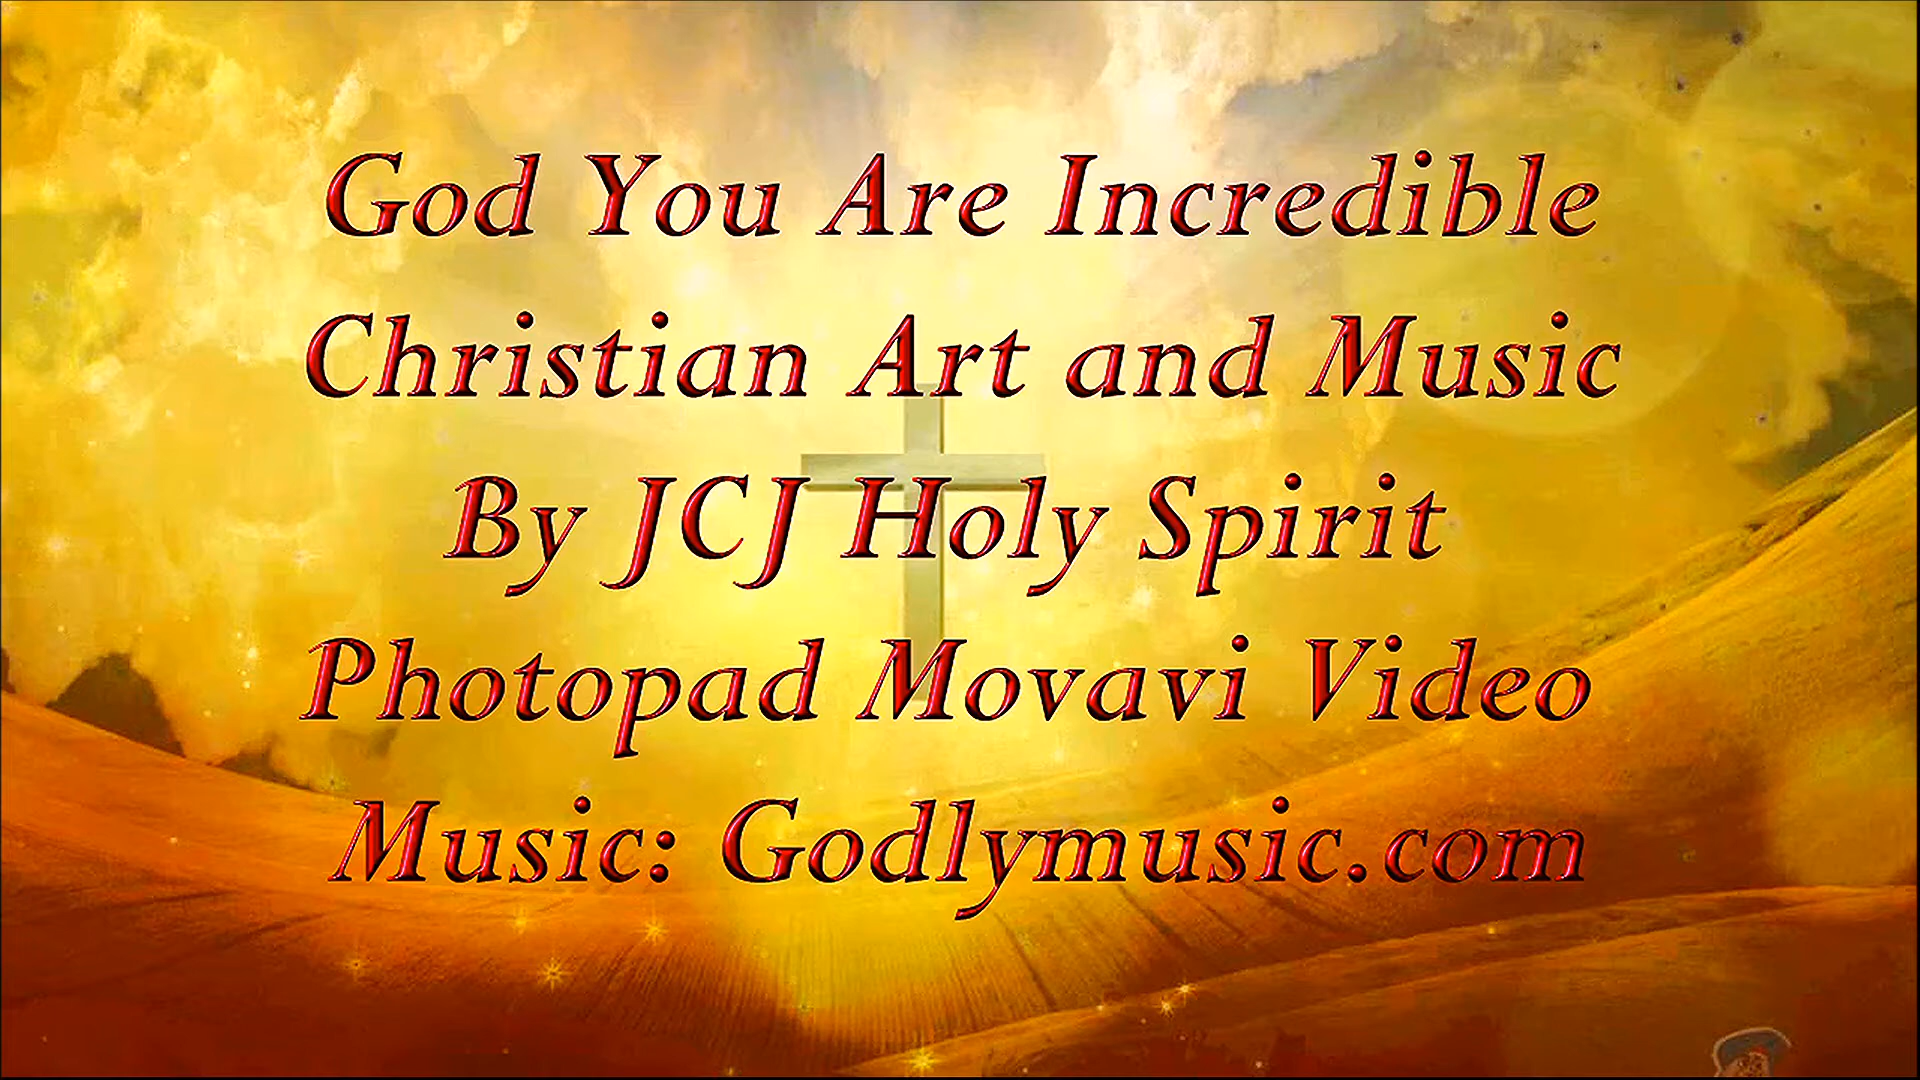 God You Are Incredible
Christian Art and Music
By JCJ Holy Spirit
Photopad Movavi Video
Music: Godlymusic.com